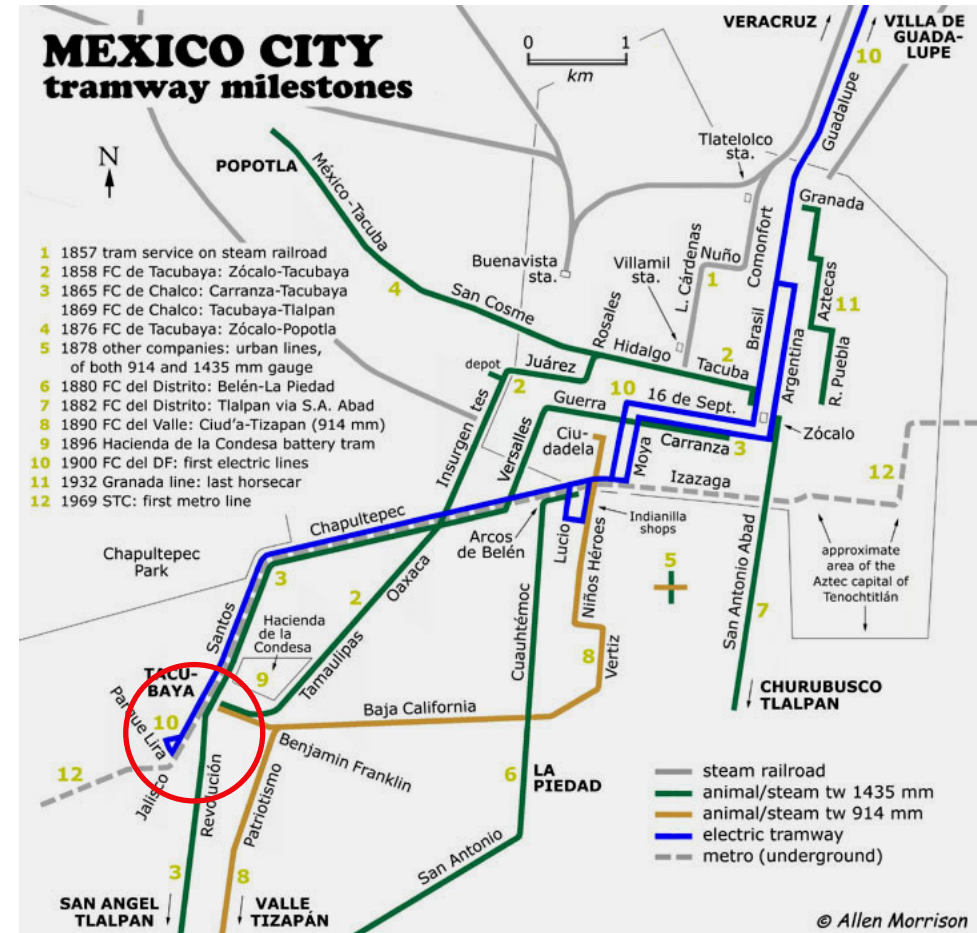 MEXICO CITY
tramway milestones
0 1
km
VERACRUZ
VILLA DE
GUADA-
LUPE
10
Guadalupe
N
POPOTLA
México-Tacuba
Tlatelolco
sta.
Granada
1 1857 tram service on steam railroad
2 1858 FC de Tacubaya: Zócalo-Tacubaya
3 1865 FC de Chalco: Carranza-Tacubaya
1869 FC de Chalco: Tacubaya-Tlalpan
4 1876 FC de Tacubaya: Zócalo-Popotla
5 1878 other companies: urban lines,
of both 914 and 1435 mm gauge
6 1880 FC del Distrito: Belén-La Piedad
7 1882 FC del Distrito: Tlalpan via S.A. Abad
8 1890 FC del Valle: Ciud'a-Tizapan (914 mm)
9 1896 Hacienda de la Condesa battery tram
10 1900 FC del DF: first electric lines
11 1932 Granada line: last horsecar
12 1969 STC: first metro line
Buenavista
sta.
Villamil
sta.
L. Cárdenas
Nuño
1
Comonfort
Aztecas
11
4
San Cosme
Rosales
Hidalgo
2
Tacuba
Brasil
Argentina
R. Puebla
depot
Juárez
2
10
16 de Sept.
Guerra
Carranza
3
Zócalo
Insurgen tes
Versalles
Ciu-
dadela
Moya
Izazaga
12
Chapultepec
Arcos
de Belén
Lucio
Indianilla
shops
Niños Héroes
Chapultepec
Park
3
2
Oaxaca
5
San Antonio Abad
7
approximate
area of the
Aztec capital of
Tenochtitlán
Santos
Hacienda
de la
Condesa
9
Tamaulipas
Cuauhtémoc
8
Vertiz
TACU-
BAYA
Parque Lira
10
Baja California
CHURUBUSCO
TLALPAN
12
Jalisco
Revolución
Patriotismo
Benjamin Franklin
6
LA
PIEDAD
San Antonio
steam railroad
animal/steam tw 1435 mm
animal/steam tw 914 mm
electric tramway
metro (underground)
3
8
SAN ANGEL
TLALPAN
VALLE
TIZAPÁN
© Allen Morrison